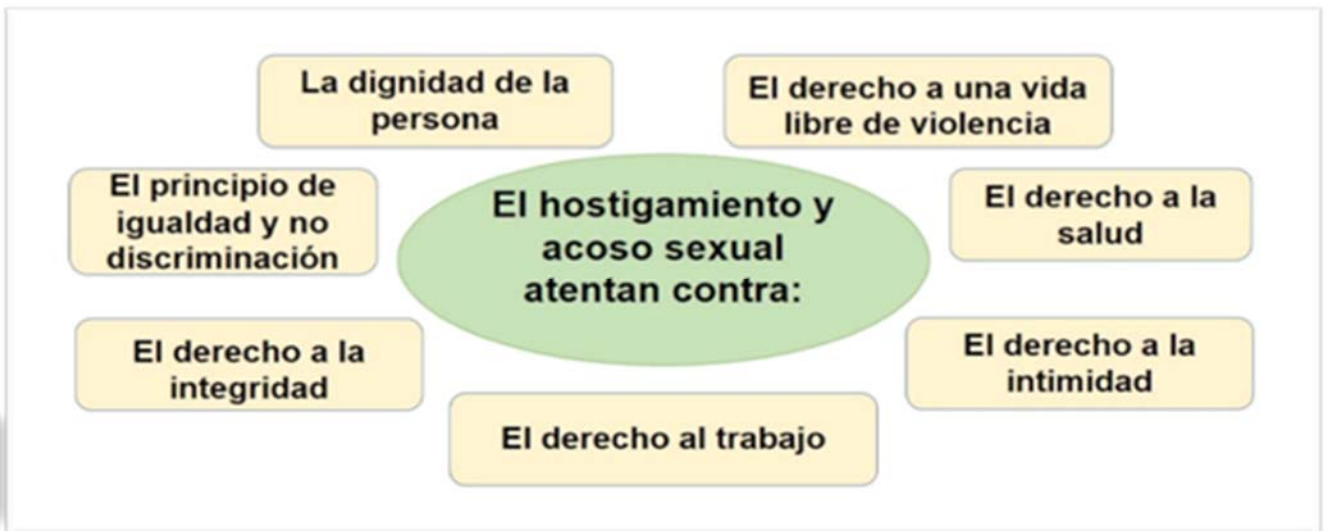 La dignidad de la
persona
El derecho a una vida
libre de violencia
El principio de
igualdad y no
discriminación
El hostigamiento y
acoso sexual
atentan contra:
El derecho a la
salud
El derecho a la
integridad
El derecho a la
intimidad
El derecho al trabajo